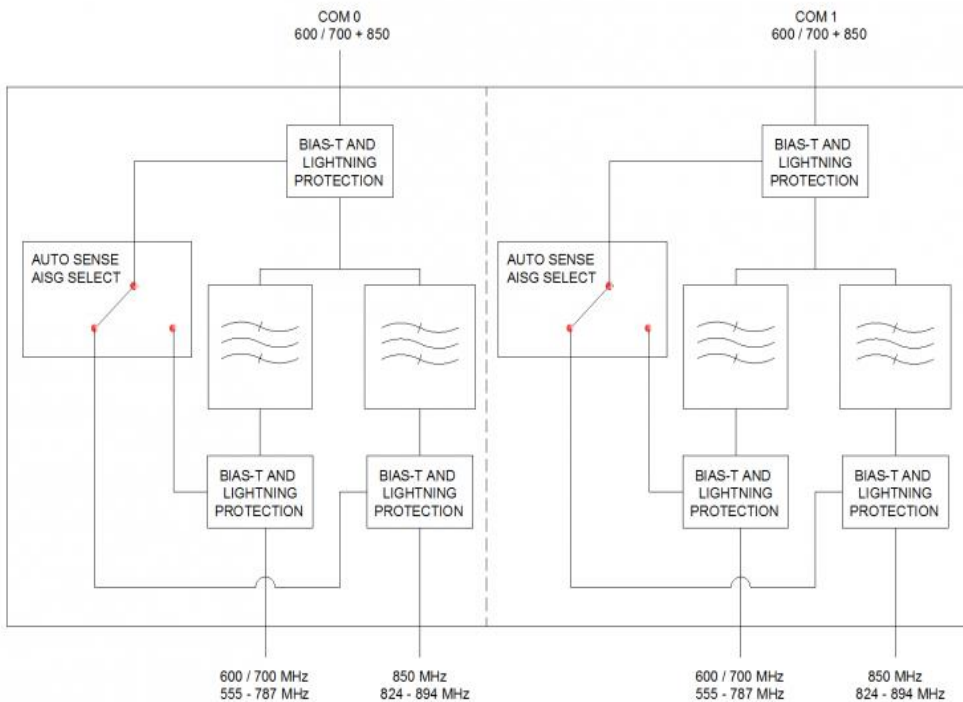 COM 0
600 / 700 + 850
COM 1
600 / 700 + 850
BIAS-T AND
LIGHTNING
PROTECTION
BIAS-T AND
LIGHTNING
PROTECTION
AUTO SENSE
AISG SELECT
AUTO SENSE
AISG SELECT
BIAS-T AND
LIGHTNING
PROTECTION
BIAS-T AND
LIGHTNING
PROTECTION
BIAS-T AND
LIGHTNING
PROTECTION
BIAS-T AND
LIGHTNING
PROTECTION
600 / 700 MHz
555 - 787 MHz
850 MHz
824 - 894 MHz
600 / 700 MHz
555 - 787 MHz
850 MHz
824 - 894 MHz